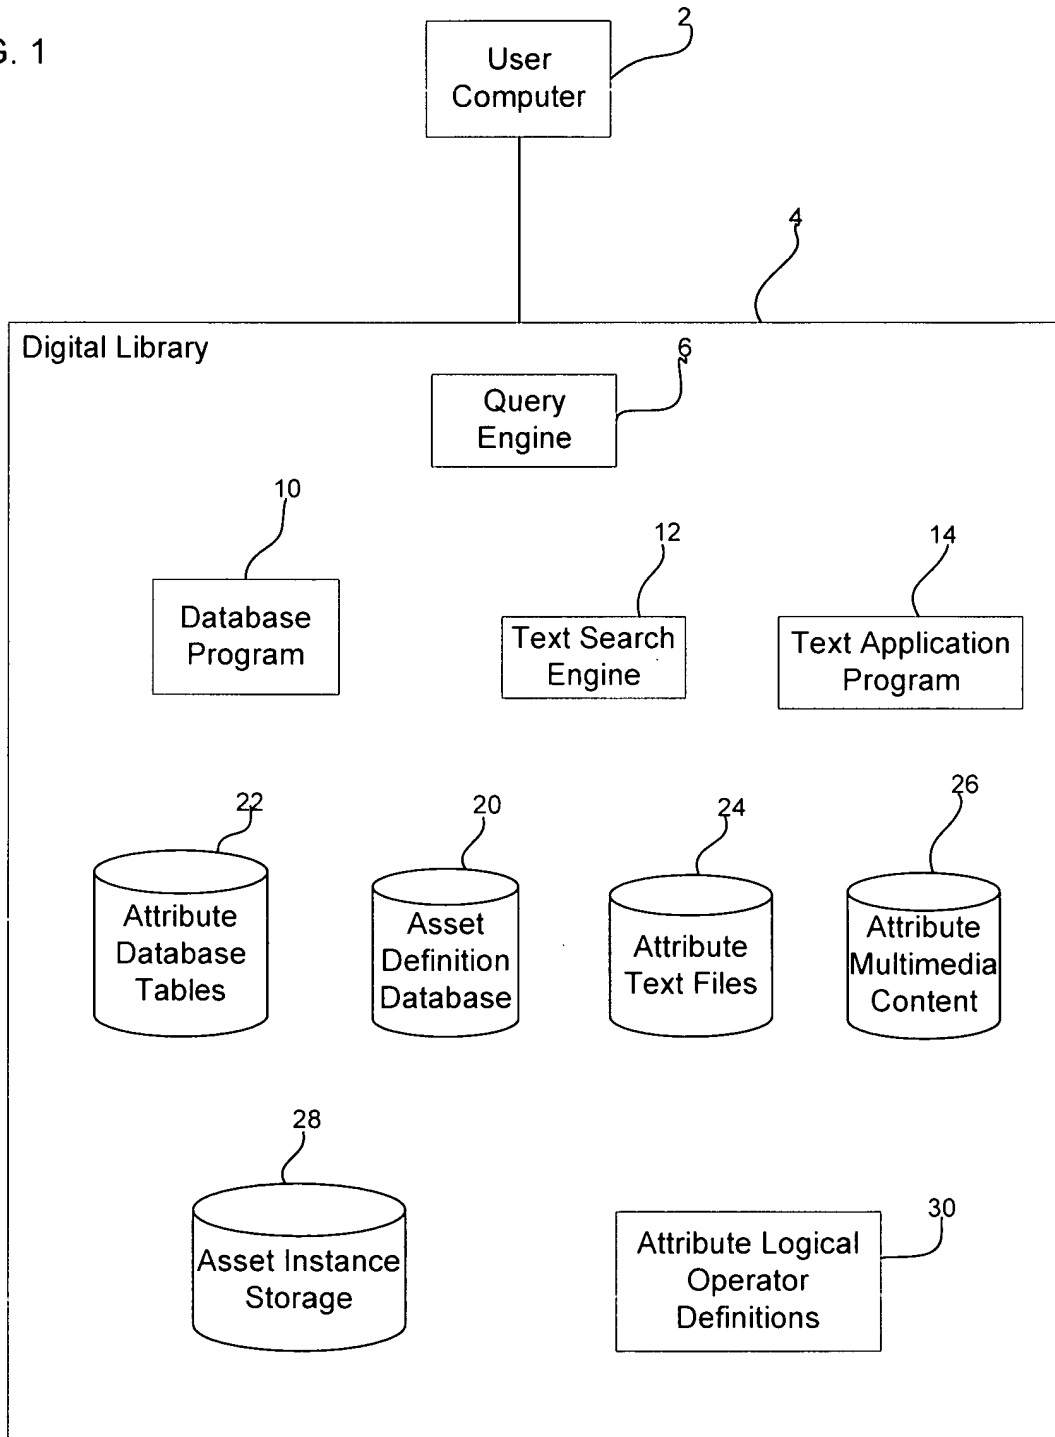 G. 1
2
User
Computer
4
Digital Library
6
Query
Engine
10
12
14
Database
Program
Text Search
Engine
Text Application
Program
22
20
24
26
Attribute
Database
Tables
Asset
Definition
Database
Attribute
Text Files
Attribute
Multimedia
Content
28
30
Asset Instance
Storage
Attribute Logical
Operator
Definitions